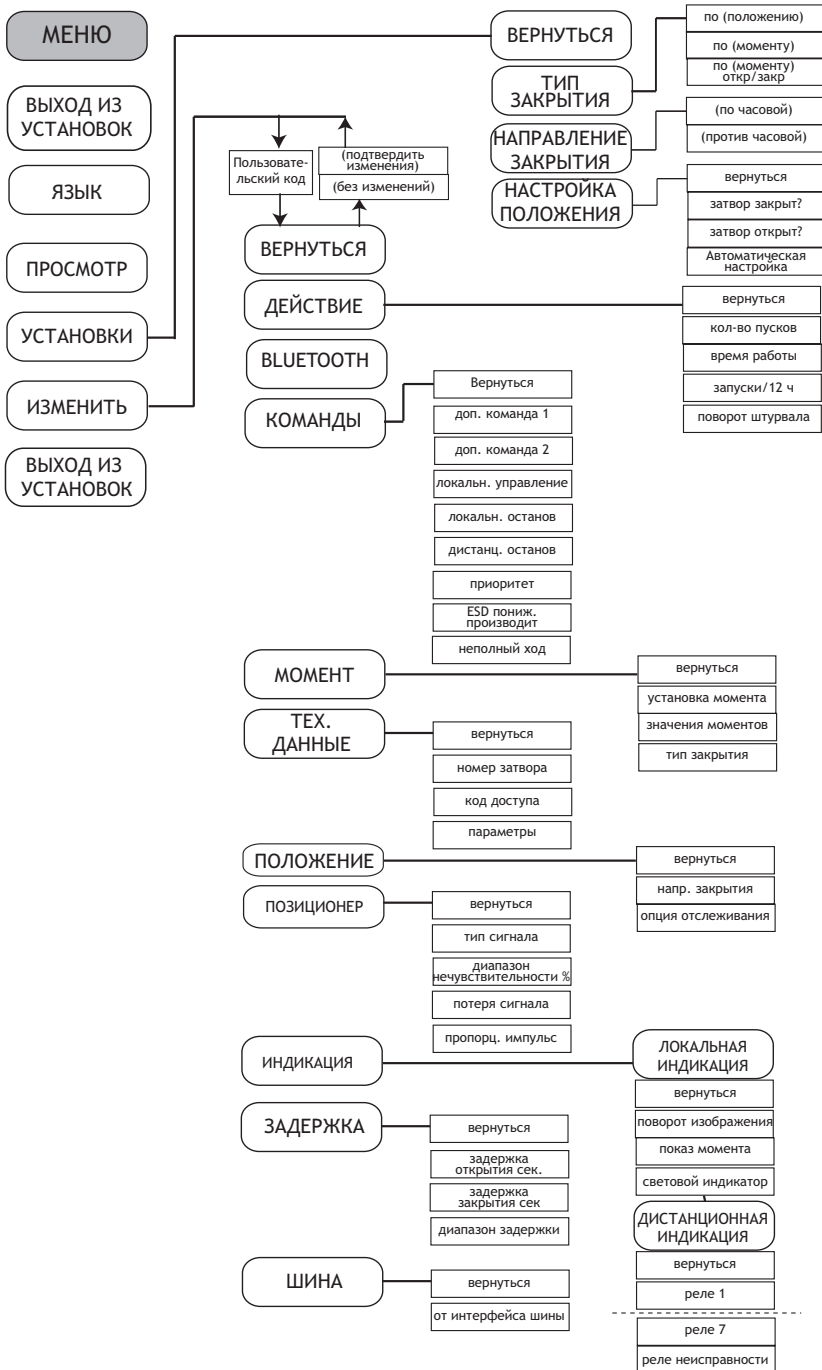 МЕНЮ
ВЫХОД ИЗ
УСТАНОВОК
ЯЗЫК
ПРОСМОТР
УСТАНОВКИ
ИЗМЕНИТЬ
ВЫХОД ИЗ
УСТАНОВОК
ВЕРНУТЬСЯ
ТИП
ЗАКРЫТИЯ
по (положению)
по (моменту)
по (моменту)
откр/закр
НАПРАВЛЕНИЕ
ЗАКРЫТИЯ
(по часовой)
(против часовой)
НАСТРОЙКА
ПОЛОЖЕНИЯ
вернуться
затвор закрыт?
затвор открыт?
Автоматическая
настройка
Пользовате-
льский код
(подтвердить
изменения)
(без изменений)
ВЕРНУТЬСЯ
ДЕЙСТВИЕ
вернуться
кол-во пусков
время работы
запуски/12 ч
поворот штурвала
BLUETOOTH
КОМАНДЫ
Вернуться
доп. команда 1
доп. команда 2
локальн. управление
локальн. останов
дистанц. останов
приоритет
ESD пониж.
производит
неполный ход
МОМЕНТ
вернуться
установка момента
значения моментов
тип закрытия
ТЕХ.
ДАННЫЕ
вернуться
номер затвора
код доступа
параметры
ПОЛОЖЕНИЕ
вернуться
напр. закрытия
опция отслеживания
ПОЗИЦИОНЕР
вернуться
тип сигнала
диапазон
нечувствительности %
потеря сигнала
пропорц. импульс
ИНДИКАЦИЯ
ЛОКАЛЬНАЯ
ИНДИКАЦИЯ
вернуться
поворот изображения
показ момента
световой индикатор
ДИСТАНЦИОННАЯ
ИНДИКАЦИЯ
вернуться
реле 1
реле 7
реле неисправности
ЗАДЕРЖКА
вернуться
задержка
открытия сек.
задержка
закрытия сек
диапазон задержки
ШИНА
вернуться
от интерфейса шины